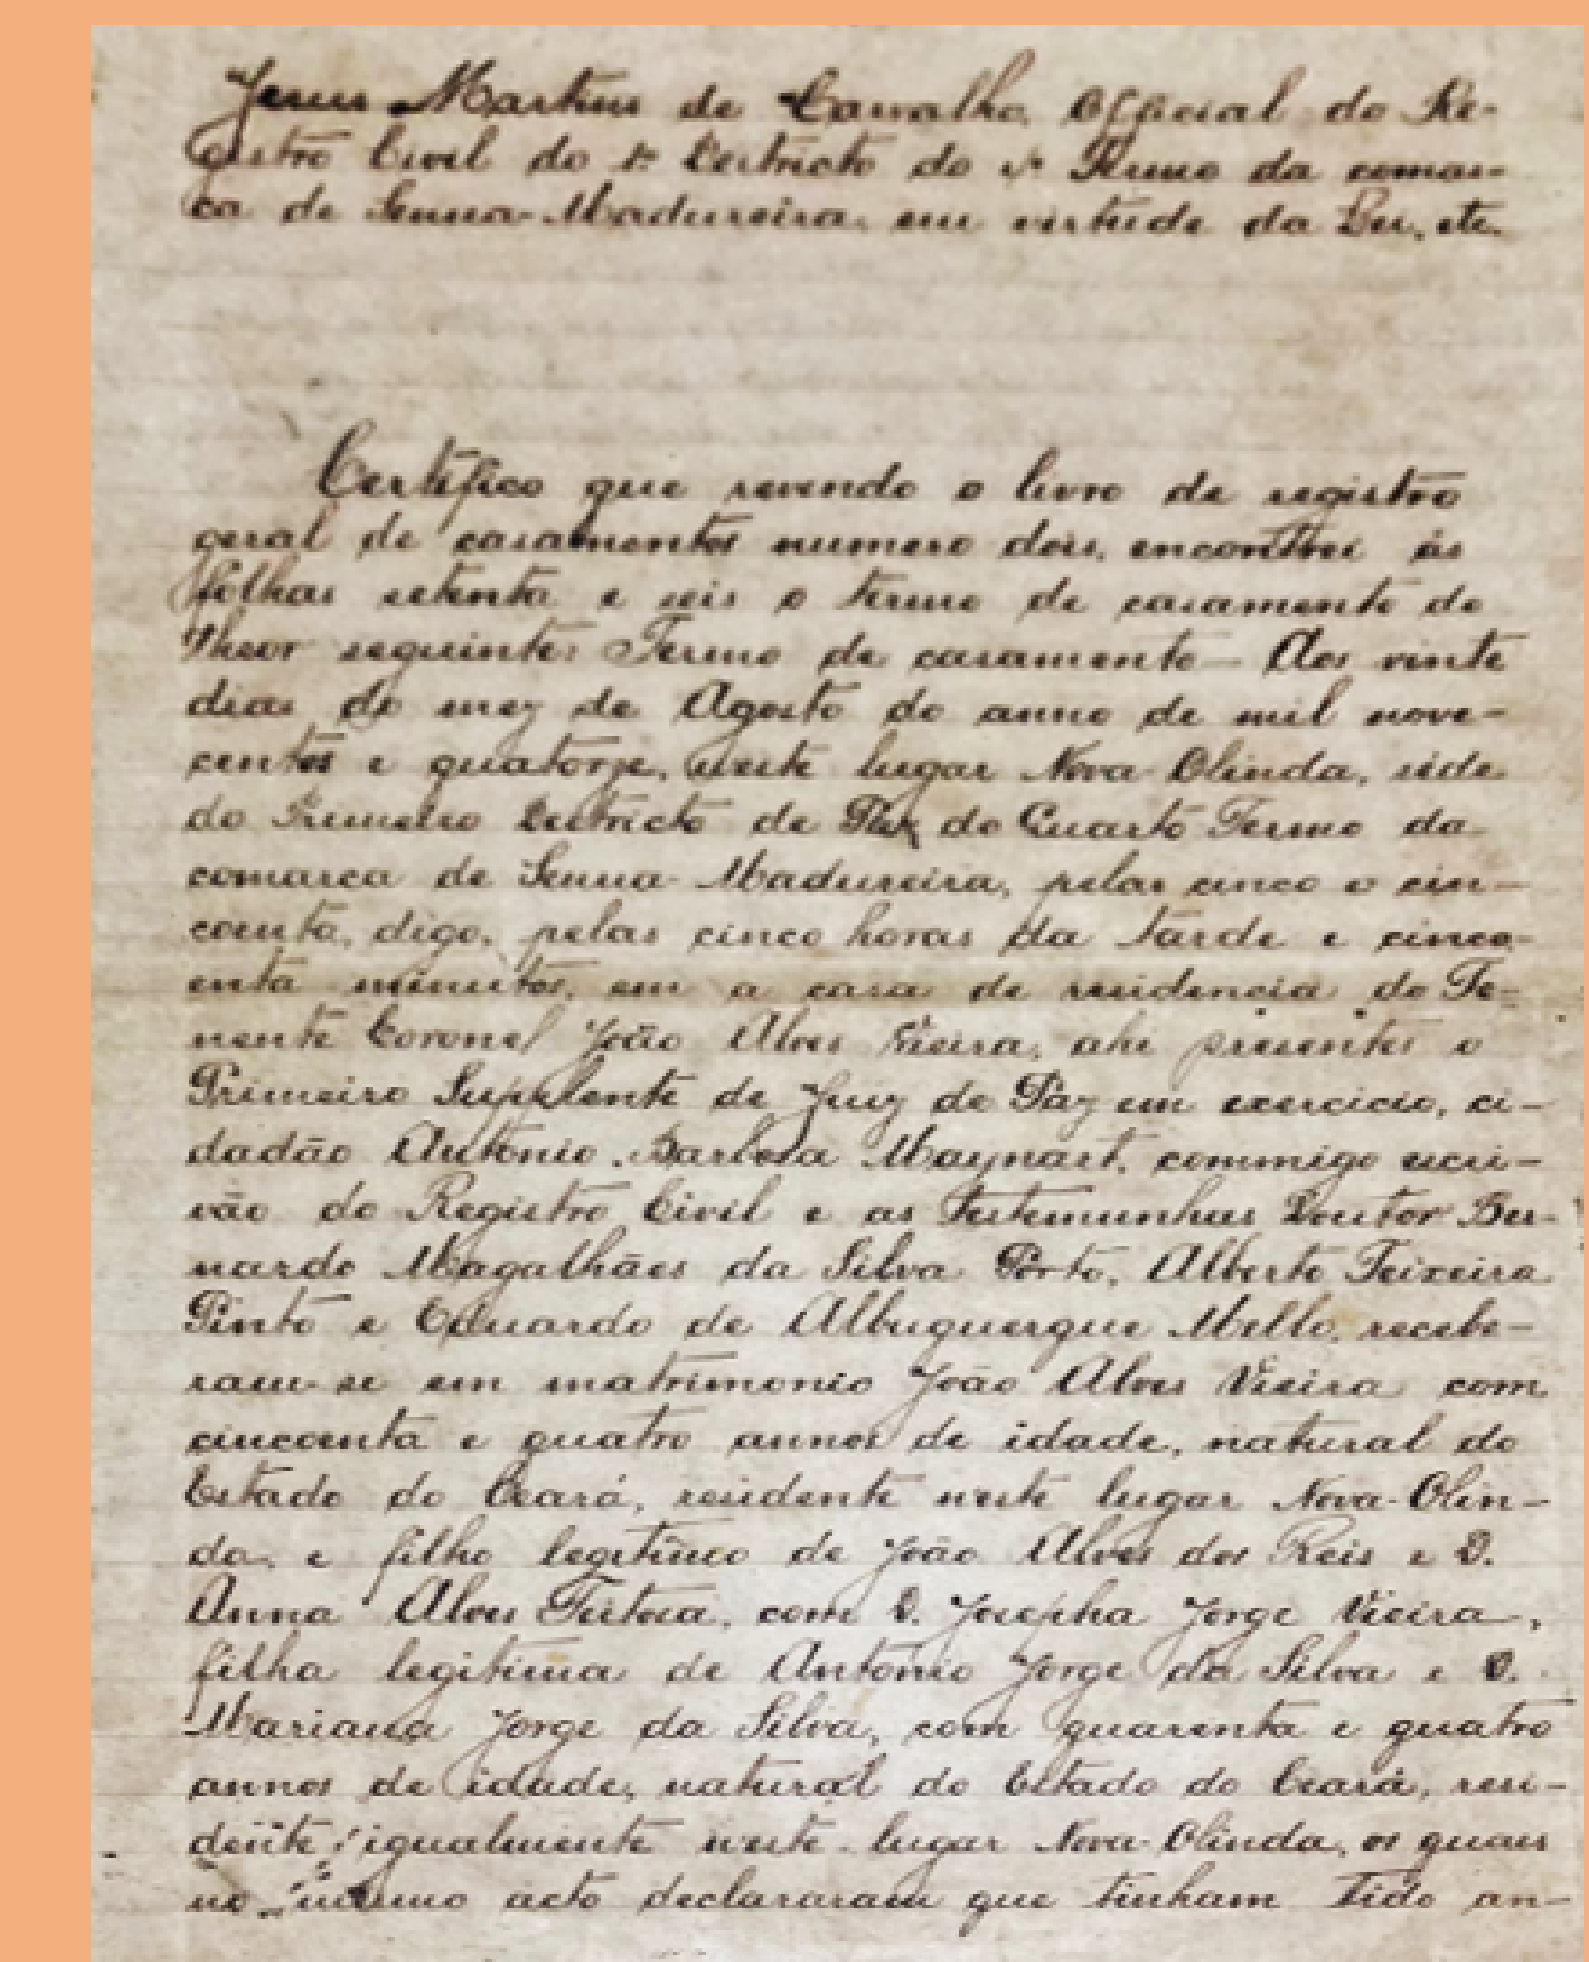 Jesus Martins de Carvalho, Official do Re-
gistro Civil do 1º Destricto do 4º Termo da comar-
ca de Senna-Madureira, em virtude da Lei, etc.
Certifico que revendo o livro de registro
geral de casamentos numero dois, encontrei ás
folhas setenta e seis o termo de casamento do
theor seguinte: Termo de casamento — Aos vinte
dias do mez de Agosto do anno de mil nove-
centos e quatorze, neste lugar Nova-Olinda, séde
do Primeiro Destricto de Paz do Quarto Termo da
comarca de Senna-Madureira, pelas cinco e cin-
coenta, digo, pelas cinco horas da tarde e cinco-
enta minutos, em a casa de residencia do Te-
nente Coronel João Alves Vieira, ahi presentes o
Primeiro Supplente de Juiz de Paz em exercicio, ci-
dadão Antonio Barbosa Maynart, commigo escri-
vão do Registro Civil e as testemunhas Doutor Ber-
nardo Magalhães da Silva Porto, Alberto Teixeira
Pinto e Eduardo de Albuquerque Mello, recebe-
ram-se em matrimonio João Alves Vieira com
cincoenta e quatro annos de idade, natural do
Estado do Ceará, residente neste lugar Nova-Olin-
da, e filho legitimo de João Alves dos Reis e D.
Anna Alves Feitosa, com D. Josepha Jorge Vieira,
filha legitima de Antonio Jorge da Silva e D.
Mariana Jorge da Silva, com quarenta e quatro
annos de idade, natural do Estado do Ceará, resi-
dente igualmente neste lugar Nova-Olinda, os quaes
no mesmo acto declararam que tinham tido an-